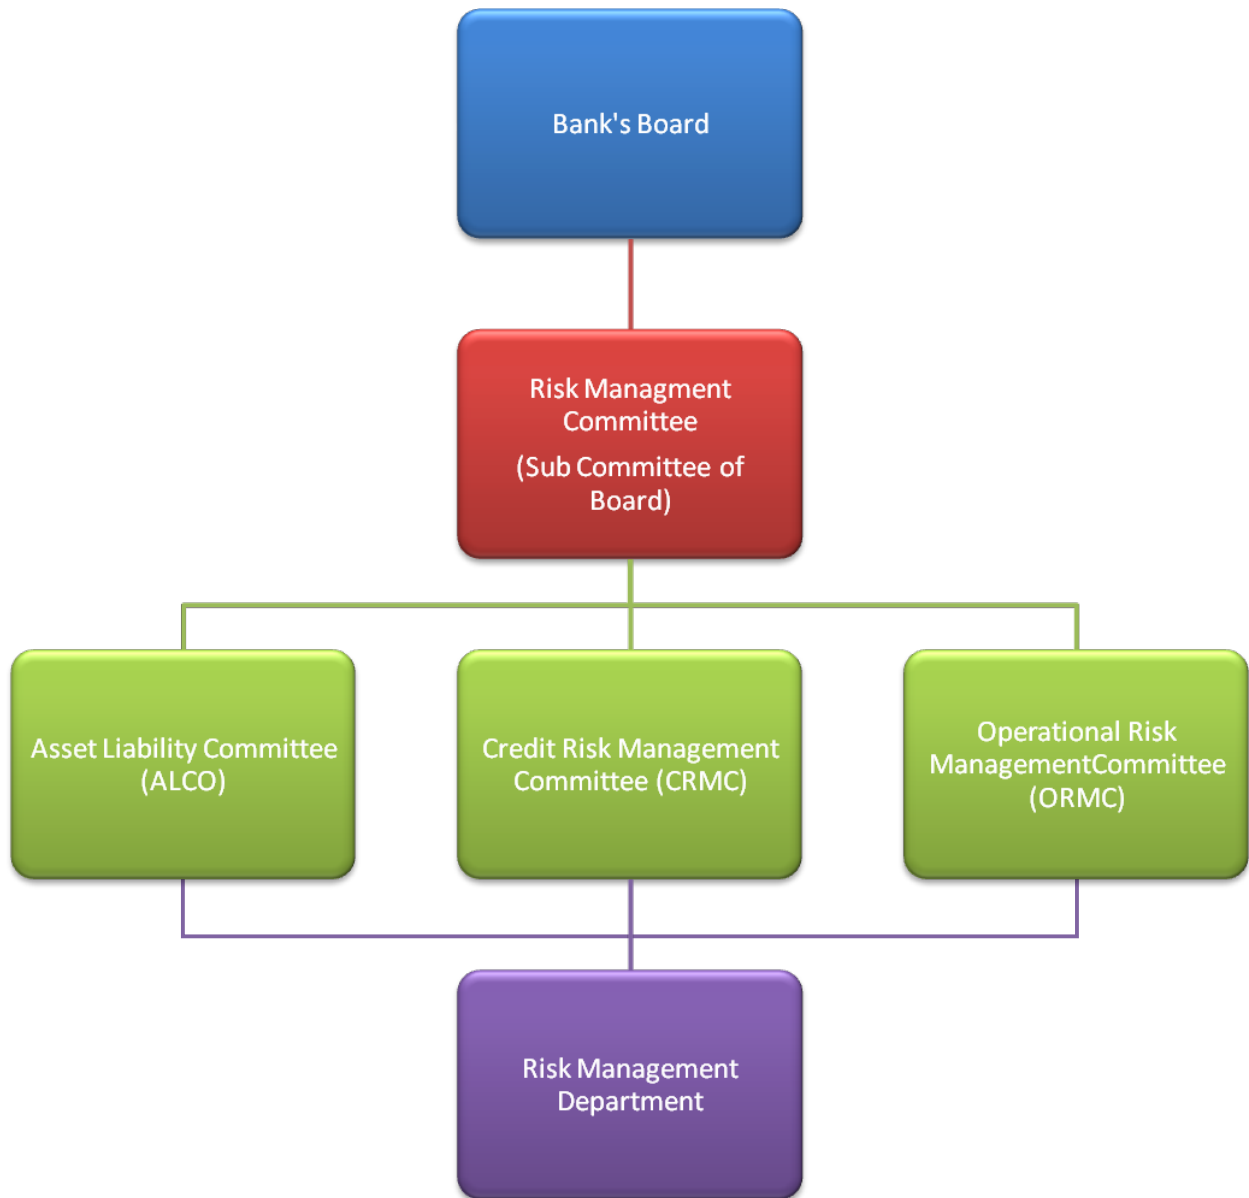 Bank's Board
Risk Managment
Committee
(Sub Committee of
Board)
Asset Liability Committee
(ALCO)
Credit Risk Management
Committee (CRMC)
Operational Risk
ManagementCommittee
(ORMC)
Risk Management
Department